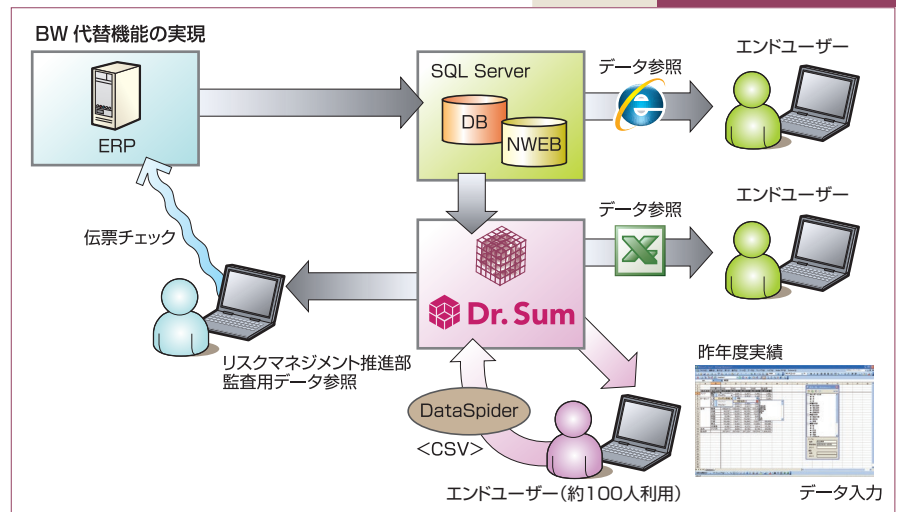 BW 代替機能の実現
ERP
SQL Server
DB
NWEB
データ参照
エンドユーザー
伝票チェック
Dr. Sum
データ参照
エンドユーザー
リスクマネジメント推進部
監査用データ参照
DataSpider
<CSV>
エンドユーザー(約100人利用)
昨年度実績
データ入力